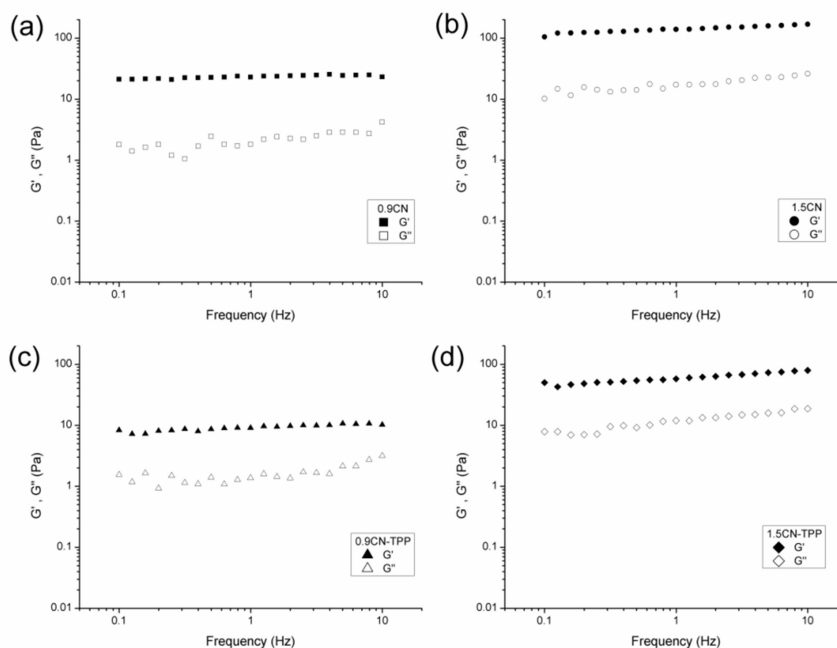 (a)
100
10
1
0.1
0.01
G', G" (Pa)
0.9CN
G'
G"
0.1
1
10
Frequency (Hz)
(b)
100
10
1
0.1
0.01
G', G" (Pa)
1.5CN
G'
G"
0.1
1
10
Frequency (Hz)
(c)
100
10
1
0.1
0.01
G', G" (Pa)
0.9CN-TPP
G'
G"
0.1
1
10
Frequency (Hz)
(d)
100
10
1
0.1
0.01
G', G" (Pa)
1.5CN-TPP
G'
G"
0.1
1
10
Frequency (Hz)